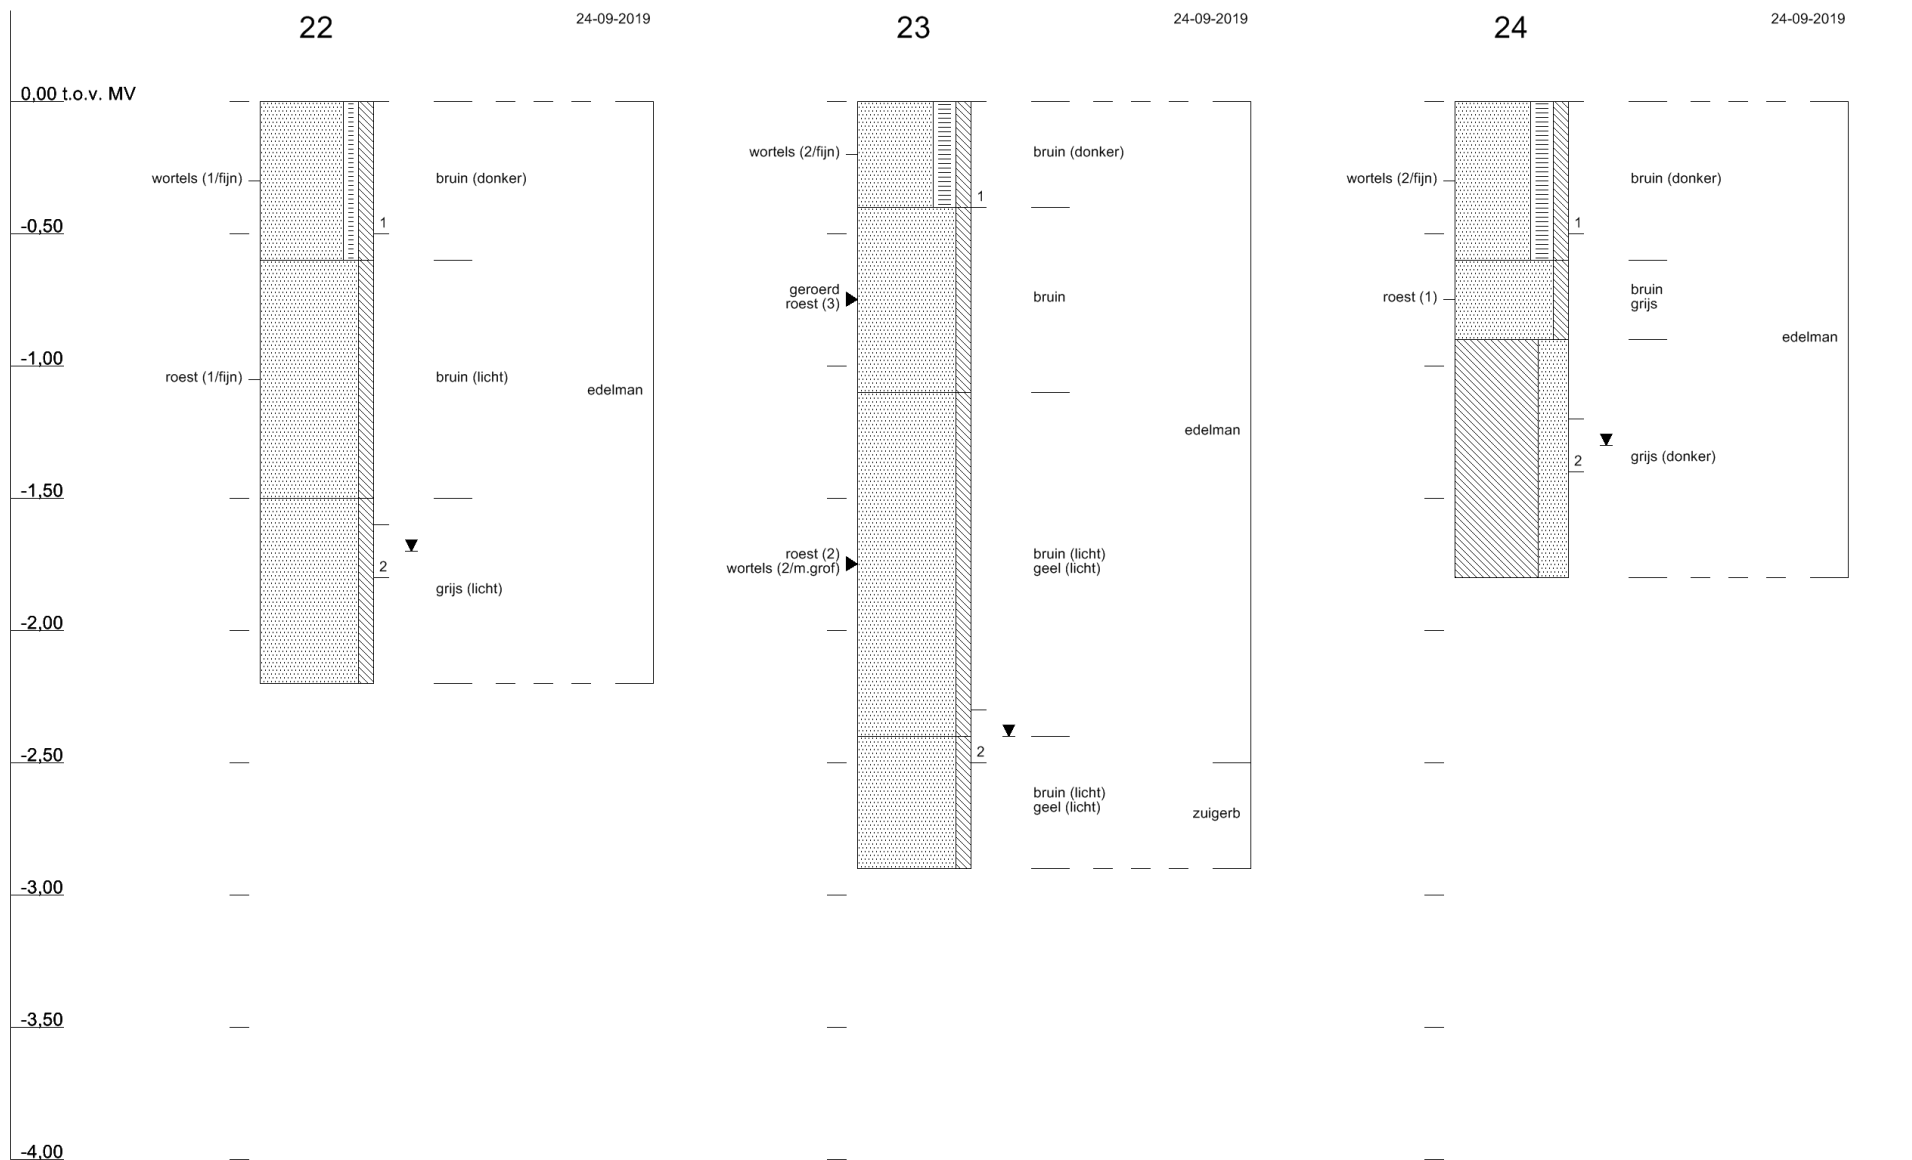 22
24-09-2019
23
24-09-2019
24
24-09-2019
0,00 t.o.v. MV
-0,50
-1,00
-1,50
-2,00
-2,50
-3,00
-3,50
-4,00
wortels (1/fijn)
bruin (donker)
1
roest (1/fijn)
bruin (licht)
edelman
2
grijs (licht)
wortels (2/fijn)
bruin (donker)
1
geroerd
roest (3)
bruin
edelman
roest (2)
wortels (2/m.grof)
bruin (licht)
geel (licht)
2
bruin (licht)
geel (licht)
zuigerb
wortels (2/fijn)
bruin (donker)
1
roest (1)
bruin
grijs
edelman
2
grijs (donker)